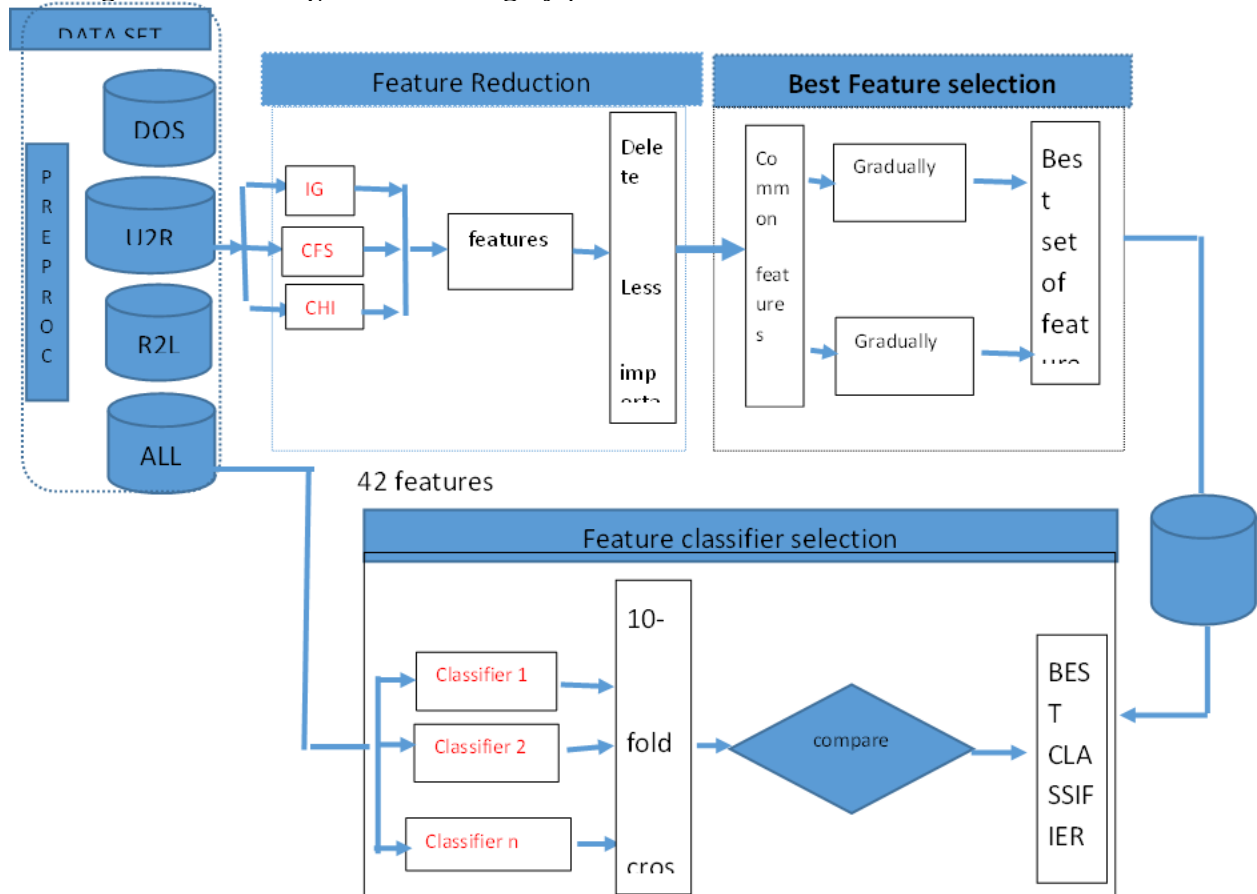 DATA SET
DOS
U2R
R2L
ALL
P
R
E
P
R
O
C
Feature Reduction
IG
CFS
CHI
features
Dele
te
Less
imp
orta
Best Feature selection
Co
mm
on
feat
ure
s
Gradually
Gradually
Bes
t
set
of
feat
ure
42 features
Feature classifier selection
Classifier 1
Classifier 2
Classifier n
10-
fold
cros
compare
BES
T
CLA
SSIF
IER